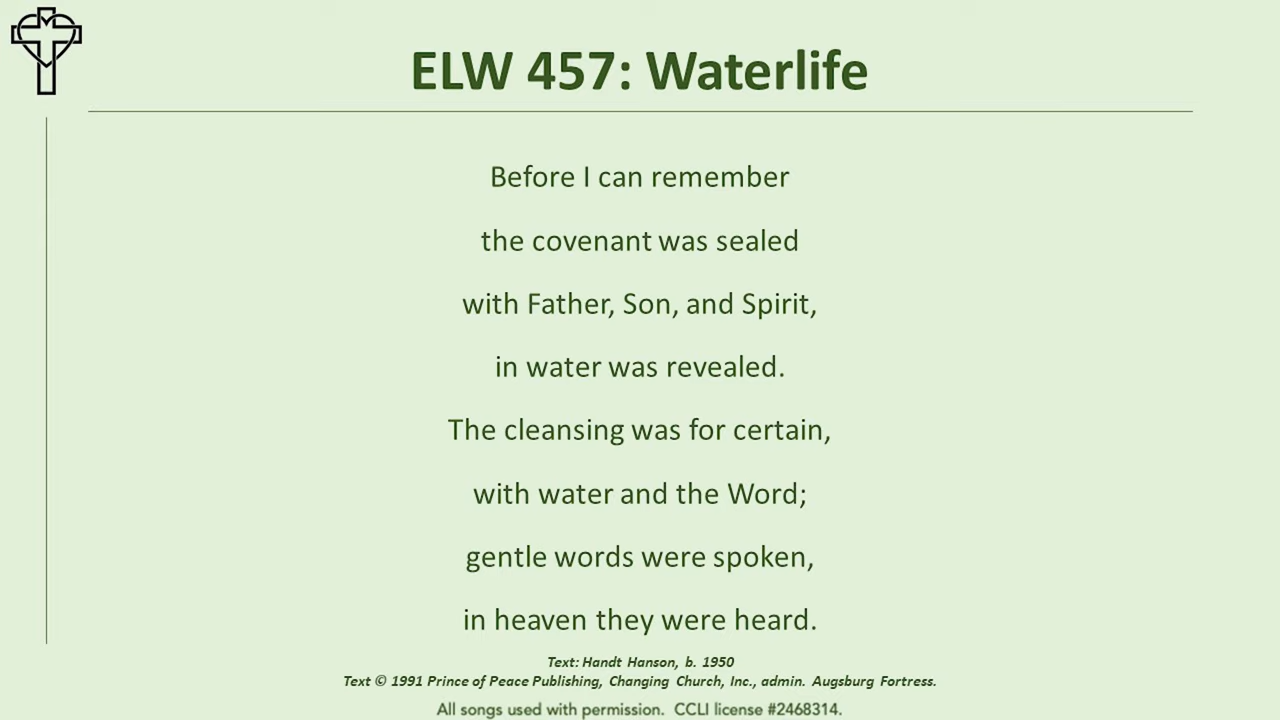 ELW 457: Waterlife
Before I can remember
the covenant was sealed
with Father, Son, and Spirit,
in water was revealed.
The cleansing was for certain,
with water and the Word;
gentle words were spoken,
in heaven they were heard.
Text: Handt Hanson, b. 1950
Text © 1991 Prince of Peace Publishing, Changing Church, Inc., admin. Augsburg Fortress.
All songs used with permission. CCLI license #2468314.